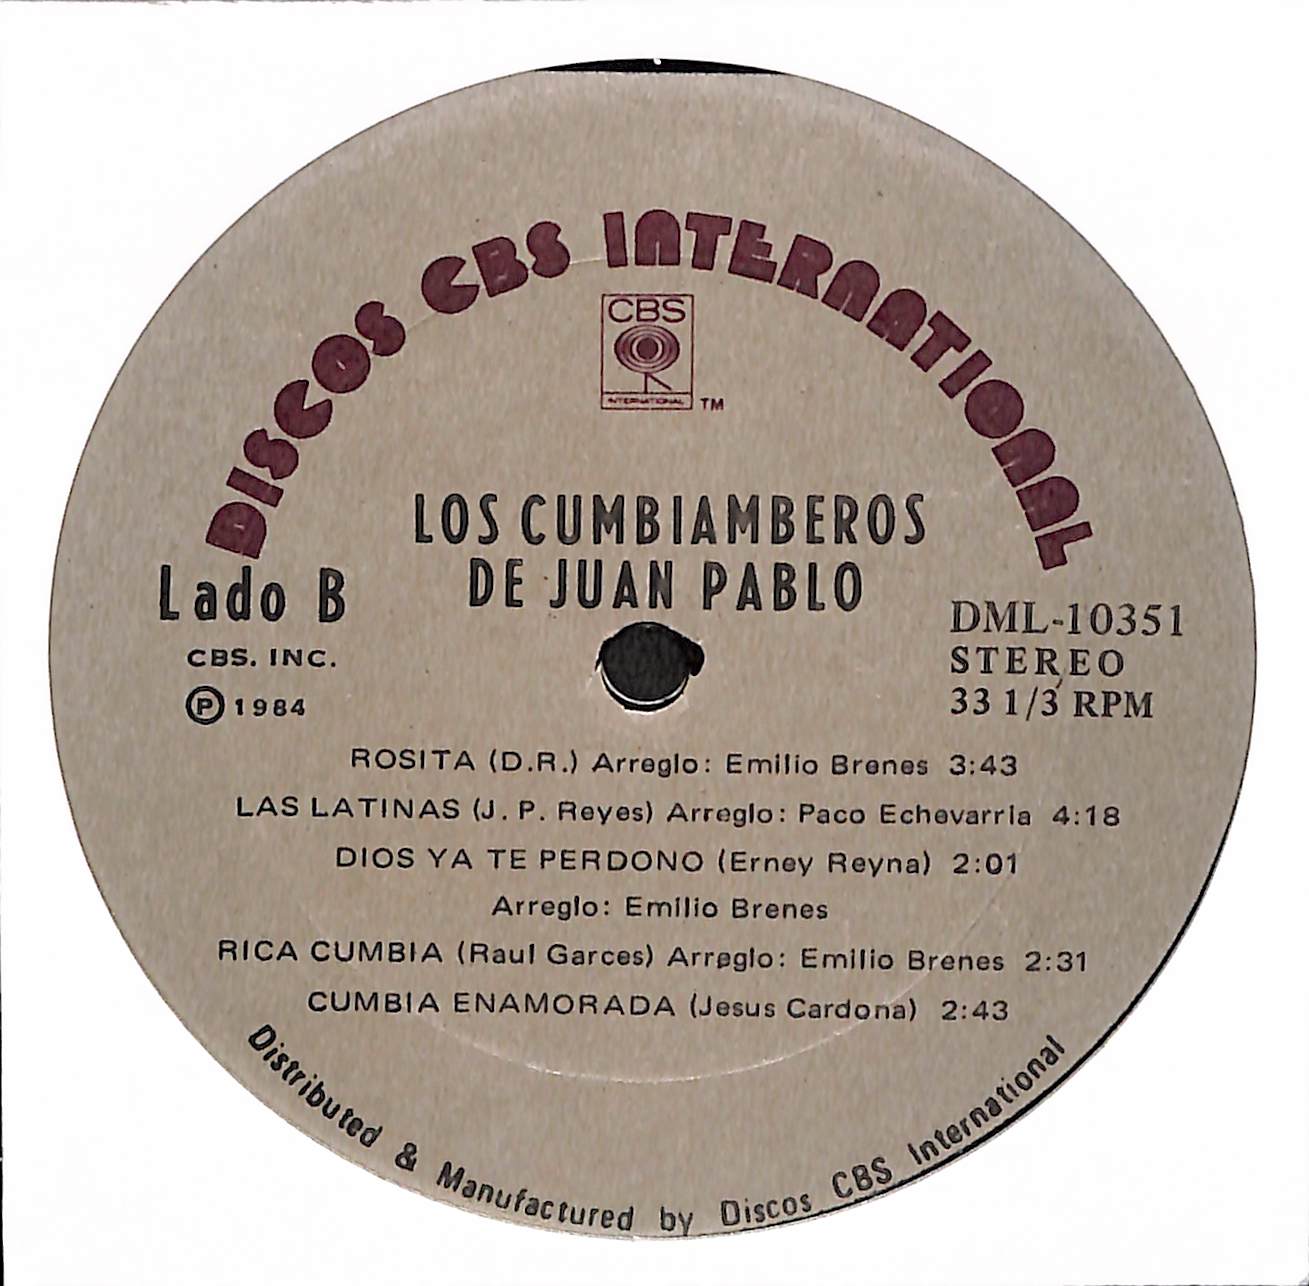 DISCOS CBS INTERNATIONAL
CBS
INTERNATIONAL TM
LOS CUMBIAMBEROS
DE JUAN PABLO
Lado B
CBS. INC.
Ⓟ 1984
DML-10351
STEREO
33 1/3 RPM
ROSITA (D.R.) Arreglo: Emilio Brenes 3:43
LAS LATINAS (J. P. Reyes) Arreglo: Paco Echevarria 4:18
DIOS YA TE PERDONO (Erney Reyna) 2:01
Arreglo: Emilio Brenes
RICA CUMBIA (Raul Garces) Arreglo: Emilio Brenes 2:31
CUMBIA ENAMORADA (Jesus Cardona) 2:43
Distributed & Manufactured by Discos CBS International